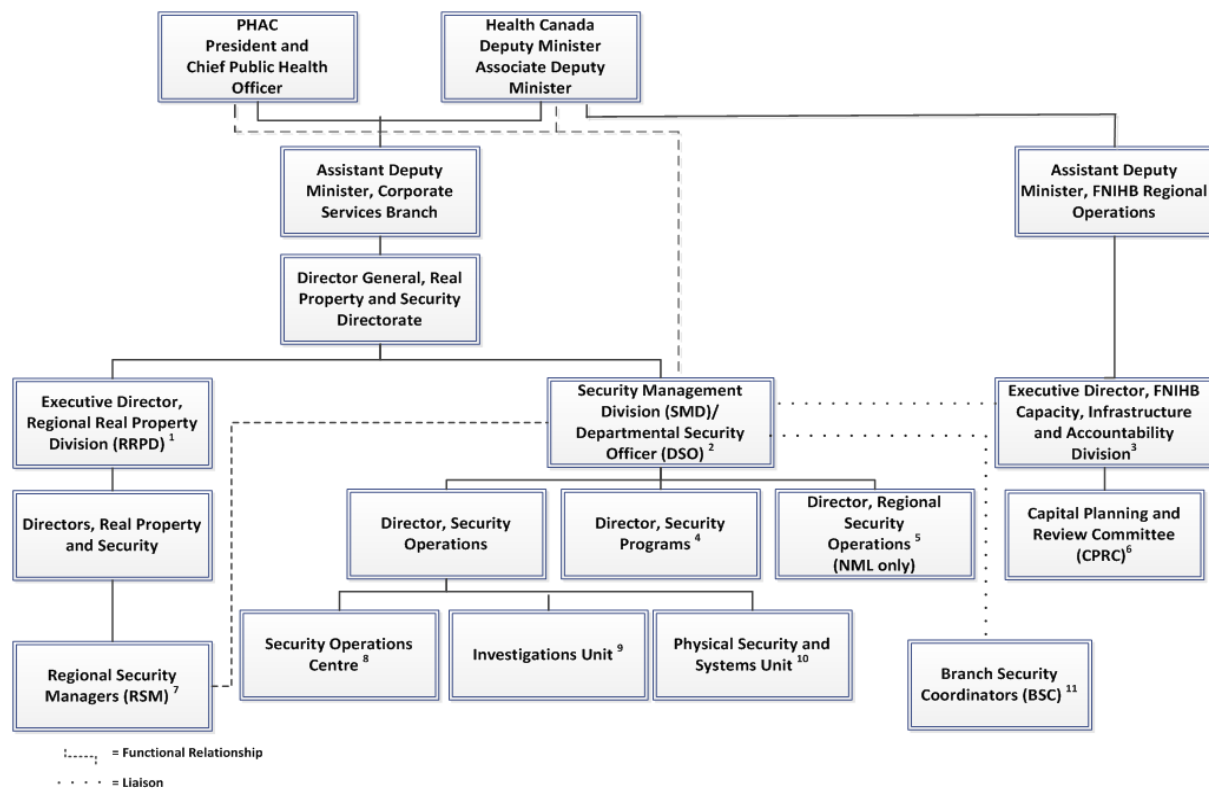 PHAC
President and
Chief Public Health
Officer
Health Canada
Deputy Minister
Associate Deputy
Minister
Assistant Deputy
Minister, Corporate
Services Branch
Assistant Deputy
Minister, FNIHB Regional
Operations
Director General, Real
Property and Security
Directorate
Executive Director,
Regional Real Property
Division (RRPD) 1
Security Management
Division (SMD)/
Departmental Security
Officer (DSO) 2
Executive Director, FNIHB
Capacity, Infrastructure
and Accountability
Division3
Directors, Real Property
and Security
Director, Security
Operations
Director, Security
Programs 4
Director, Regional
Security
Operations 5
(NML only)
Capital Planning and
Review Committee
(CPRC)6
Regional Security
Managers (RSM) 7
Security Operations
Centre 8
Investigations Unit 9
Physical Security and
Systems Unit 10
Branch Security
Coordinators (BSC) 11
= Functional Relationship
= Liaison